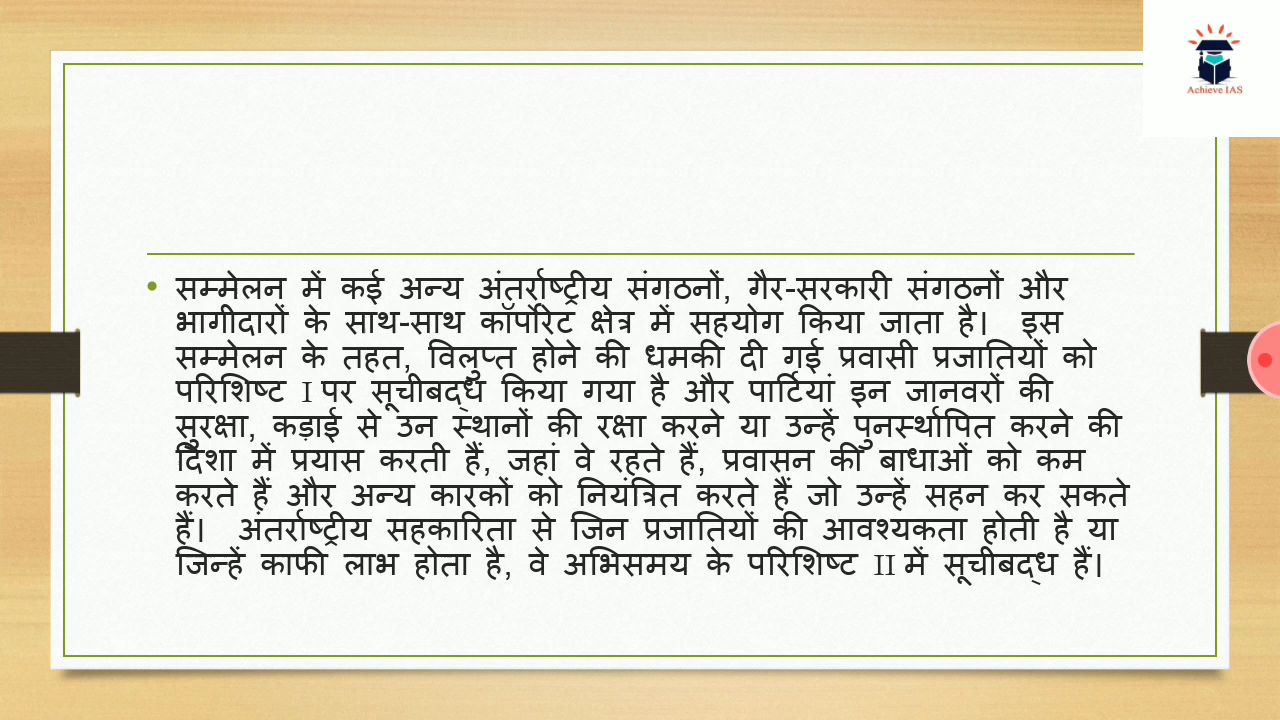 Achieve IAS
• सम्मेलन में कई अन्य अंतर्राष्ट्रीय संगठनों, गैर-सरकारी संगठनों और
भागीदारों के साथ-साथ कॉर्पोरेट क्षेत्र में सहयोग किया जाता है। इस
सम्मेलन के तहत, विलुप्त होने की धमकी दी गई प्रवासी प्रजातियों को
परिशिष्ट I पर सूचीबद्ध किया गया है और पार्टियां इन जानवरों की
सुरक्षा, कड़ाई से उन स्थानों की रक्षा करने या उन्हें पुनर्स्थापित करने की
दिशा में प्रयास करती हैं, जहां वे रहते हैं, प्रवासन की बाधाओं को कम
करते हैं और अन्य कारकों को नियंत्रित करते हैं जो उन्हें सहन कर सकते
हैं। अंतर्राष्ट्रीय सहकारिता से जिन प्रजातियों की आवश्यकता होती है या
जिन्हें काफी लाभ होता है, वे अभिसमय के परिशिष्ट II में सूचीबद्ध हैं।